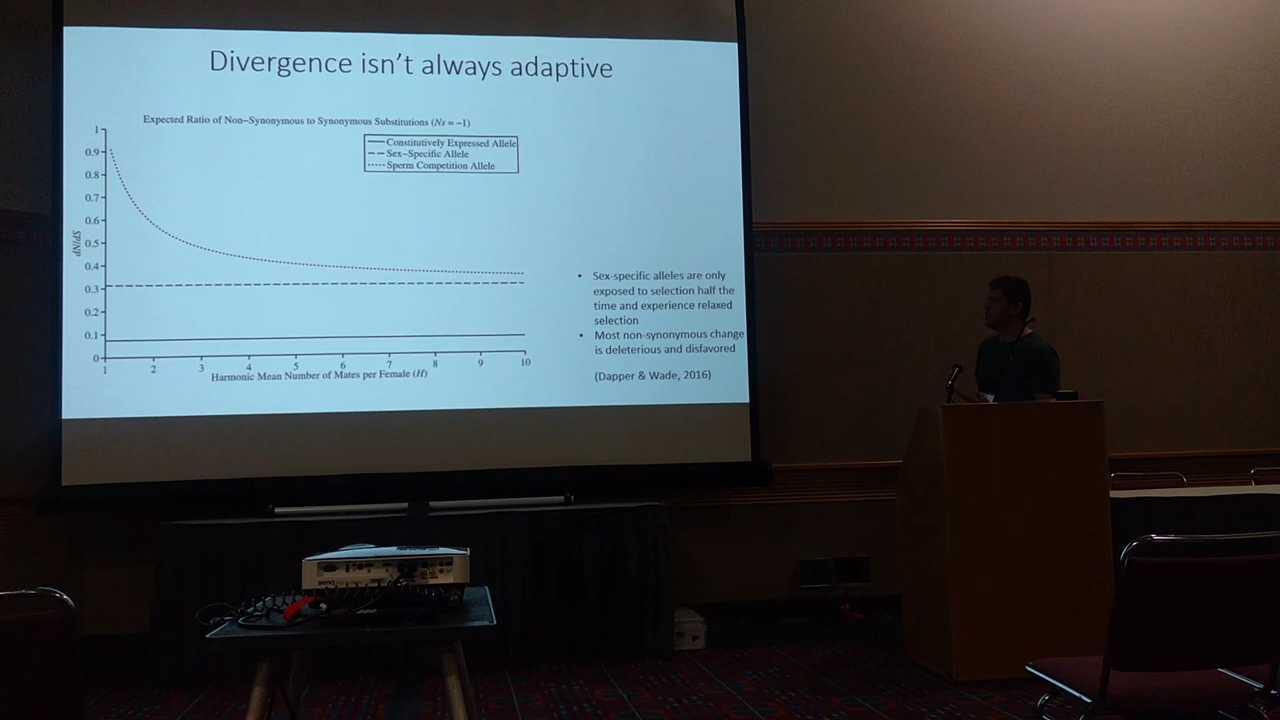 Divergence isn't always adaptive
Expected Ratio of Non-Synonymous to Synonymous Substitutions (Ns = -1)
Constitutively Expressed Allele
Sex-Specific Allele
Sperm Competition Allele
1
0.9
0.8
0.7
0.6
0.5
0.4
0.3
0.2
0.1
0
dN/dS
1 2 3 4 5 6 7 8 9 10
Harmonic Mean Number of Mates per Female (H)
• Sex-specific alleles are only
exposed to selection half the
time and experience relaxed
selection
• Most non-synonymous change
is deleterious and disfavored
(Dapper & Wade, 2016)
BenQ